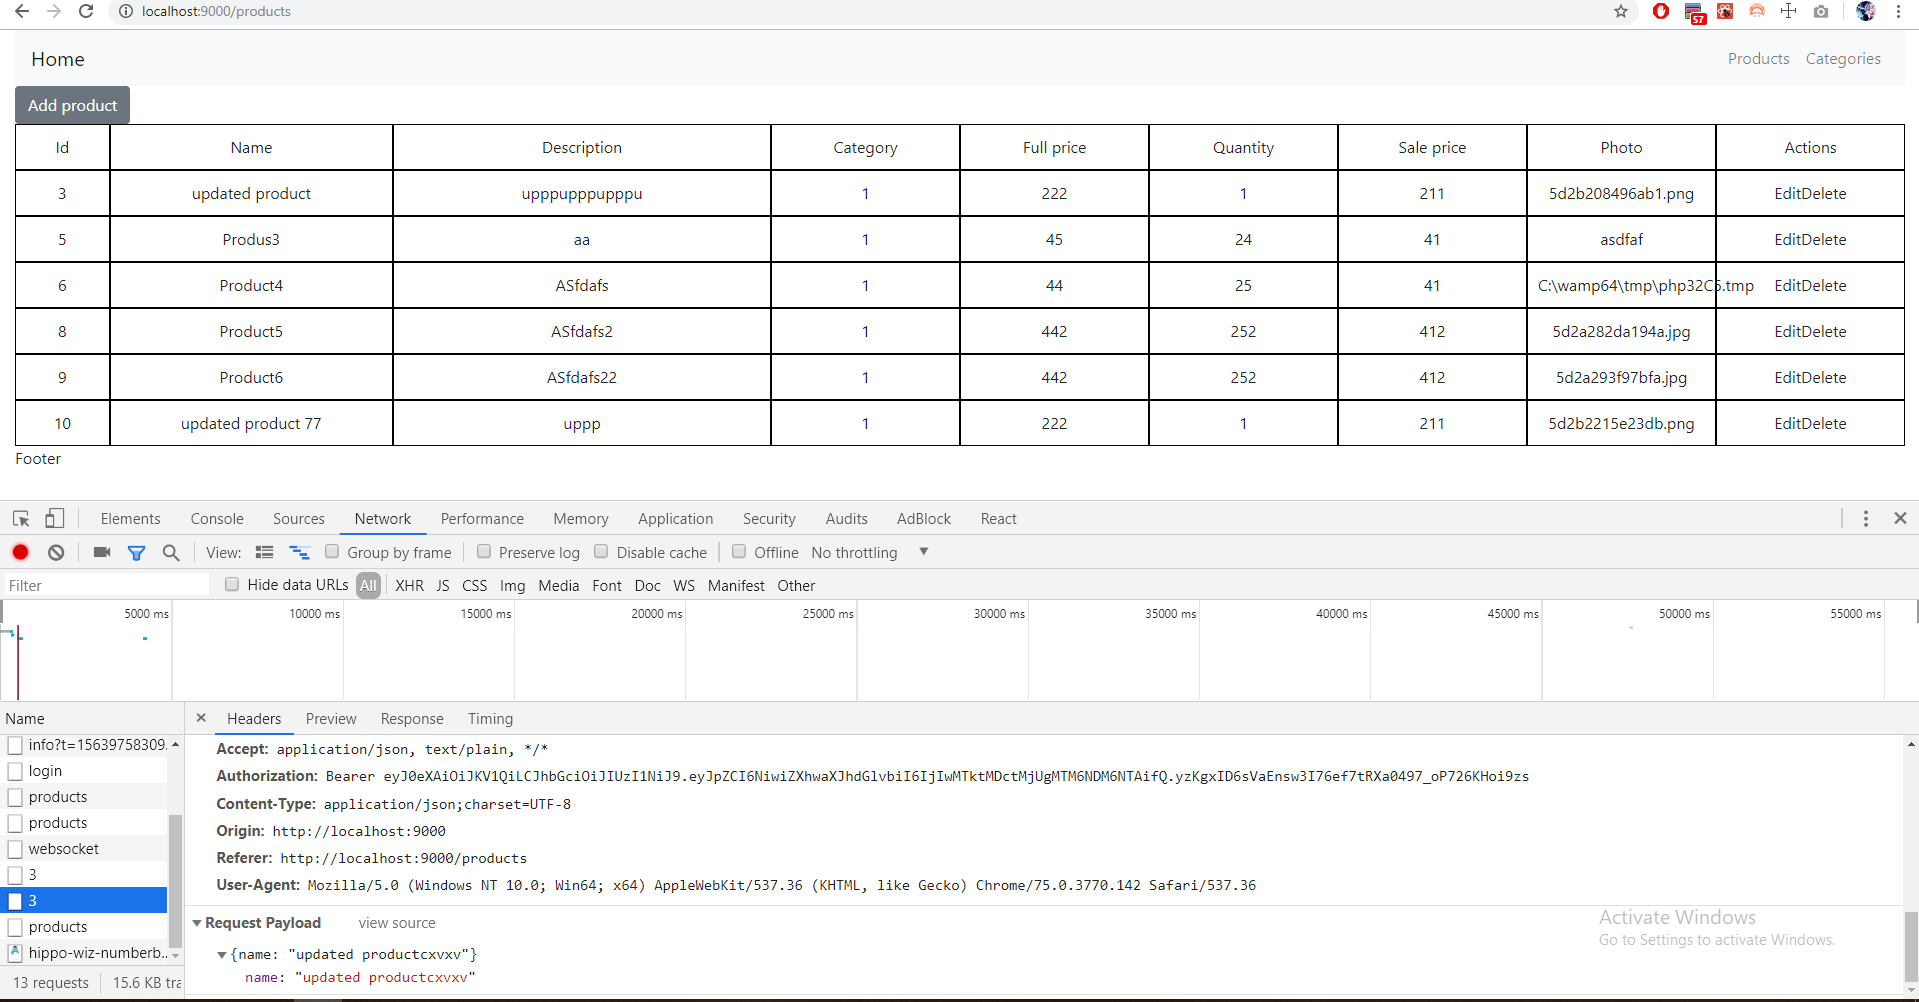 localhost:9000/products
57
Home Products Categories
Add product
Id Name Description Category Full price Quantity Sale price Photo Actions
3 updated product upppupppupppu 1 222 1 211 5d2b208496ab1.png EditDelete
5 Produs3 aa 1 45 24 41 asdfaf EditDelete
6 Product4 ASfdafs 1 44 25 41 C:\wamp64\tmp\php32C5.tmp EditDelete
8 Product5 ASfdafs2 1 442 252 412 5d2a282da194a.jpg EditDelete
9 Product6 ASfdafs22 1 442 252 412 5d2a293f97bfa.jpg EditDelete
10 updated product 77 uppp 1 222 1 211 5d2b2215e23db.png EditDelete
Footer
Elements Console Sources Network Performance Memory Application Security Audits AdBlock React
View: Group by frame Preserve log Disable cache Offline No throttling
Filter Hide data URLs All XHR JS CSS Img Media Font Doc WS Manifest Other
5000 ms 10000 ms 15000 ms 20000 ms 25000 ms 30000 ms 35000 ms 40000 ms 45000 ms 50000 ms 55000 ms
Name Headers Preview Response Timing
info?t=15639758309.
login
products
products
websocket
3
3
products
hippo-wiz-numberb...
13 requests 15.6 KB tra
Accept: application/json, text/plain, */*
Authorization: Bearer eyJ0eXAiOiJKV1QiLCJhbGciOiJIUzI1NiJ9.eyJpZCI6NiwiZXhwaXJhdGlvbiI6IjIwMTktMDctMjUgMTM6NDM6NTAifQ.yzKgxID6sVaEnsw3I76ef7tRXa0497_oP726KHoi9zs
Content-Type: application/json;charset=UTF-8
Origin: http://localhost:9000
Referer: http://localhost:9000/products
User-Agent: Mozilla/5.0 (Windows NT 10.0; Win64; x64) AppleWebKit/537.36 (KHTML, like Gecko) Chrome/75.0.3770.142 Safari/537.36
Request Payload view source
{name: "updated productcxvxv"}
name: "updated productcxvxv"
Activate Windows
Go to Settings to activate Windows.